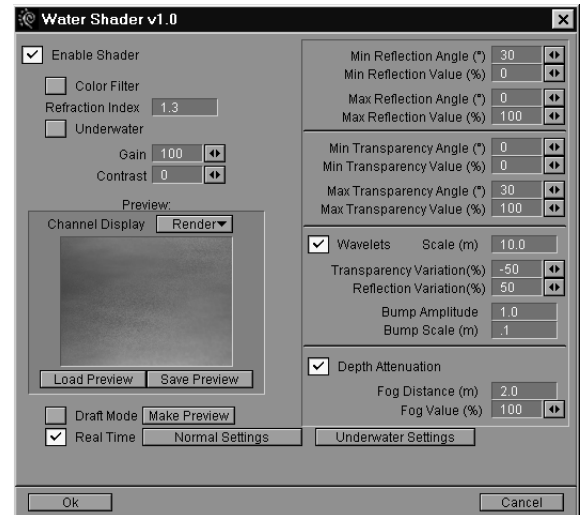 Water Shader v1.0
Enable Shader
Color Filter
Refraction Index 1.3
Underwater
Gain 100
Contrast 0
Preview:
Channel Display Render
Load Preview Save Preview
Draft Mode Make Preview
Real Time Normal Settings Underwater Settings
Min Reflection Angle (°) 30
Min Reflection Value (%) 0
Max Reflection Angle (°) 0
Max Reflection Value (%) 100
Min Transparency Angle (°) 0
Min Transparency Value (%) 0
Max Transparency Angle (°) 30
Max Transparency Value (%) 100
Wavelets Scale (m) 10.0
Transparency Variation(%) -50
Reflection Variation(%) 50
Bump Amplitude 1.0
Bump Scale (m) .1
Depth Attenuation
Fog Distance (m) 2.0
Fog Value (%) 100
Ok Cancel